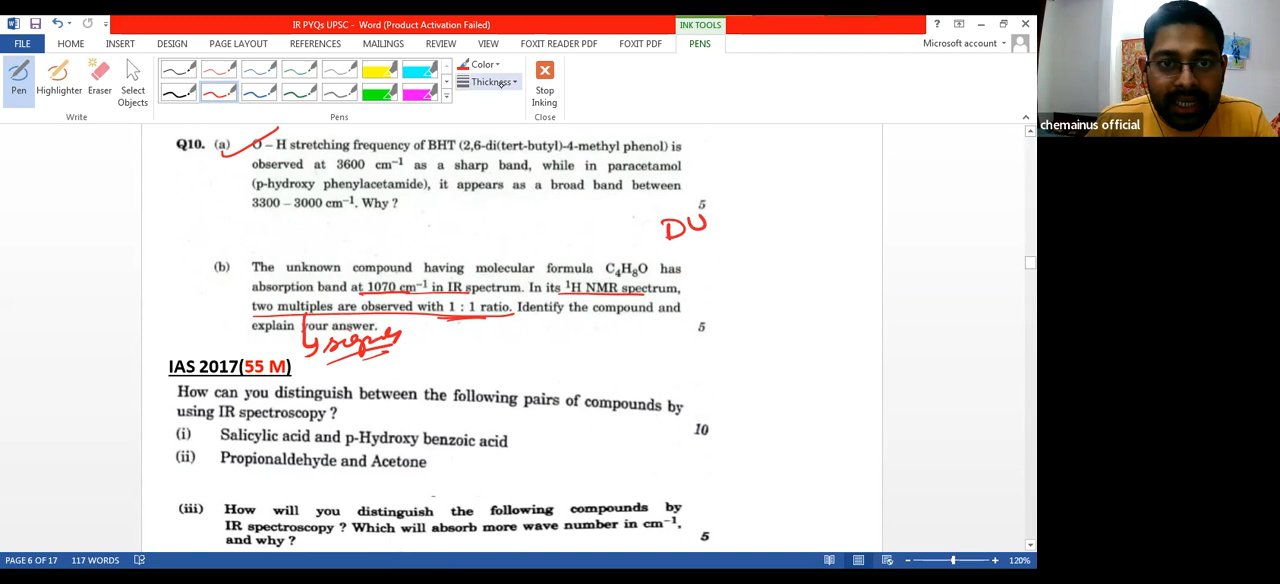 IR PYQs UPSC - Word (Product Activation Failed)
INK TOOLS
FILE HOME INSERT DESIGN PAGE LAYOUT REFERENCES MAILINGS REVIEW VIEW FOXIT READER PDF FOXIT PDF PENS
Microsoft account
Pen Highlighter Eraser Select Objects
Color
Thickness
Stop Inking
Write Pens Close
chemainus official
Q10. (a) O – H stretching frequency of BHT (2,6-di(tert-butyl)-4-methyl phenol) is
observed at 3600 cm⁻¹ as a sharp band, while in paracetamol
(p-hydroxy phenylacetamide), it appears as a broad band between
3300 – 3000 cm⁻¹. Why ? 5
DU
(b) The unknown compound having molecular formula C₄H₈O has
absorption band at 1070 cm⁻¹ in IR spectrum. In its ¹H NMR spectrum,
two multiples are observed with 1 : 1 ratio. Identify the compound and
explain your answer. 5
IAS 2017(55 M)
How can you distinguish between the following pairs of compounds by
using IR spectroscopy ? 10
(i) Salicylic acid and p-Hydroxy benzoic acid
(ii) Propionaldehyde and Acetone
(iii) How will you distinguish the following compounds by
IR spectroscopy ? Which will absorb more wave number in cm⁻¹,
and why ? 5
PAGE 6 OF 17 117 WORDS 120%